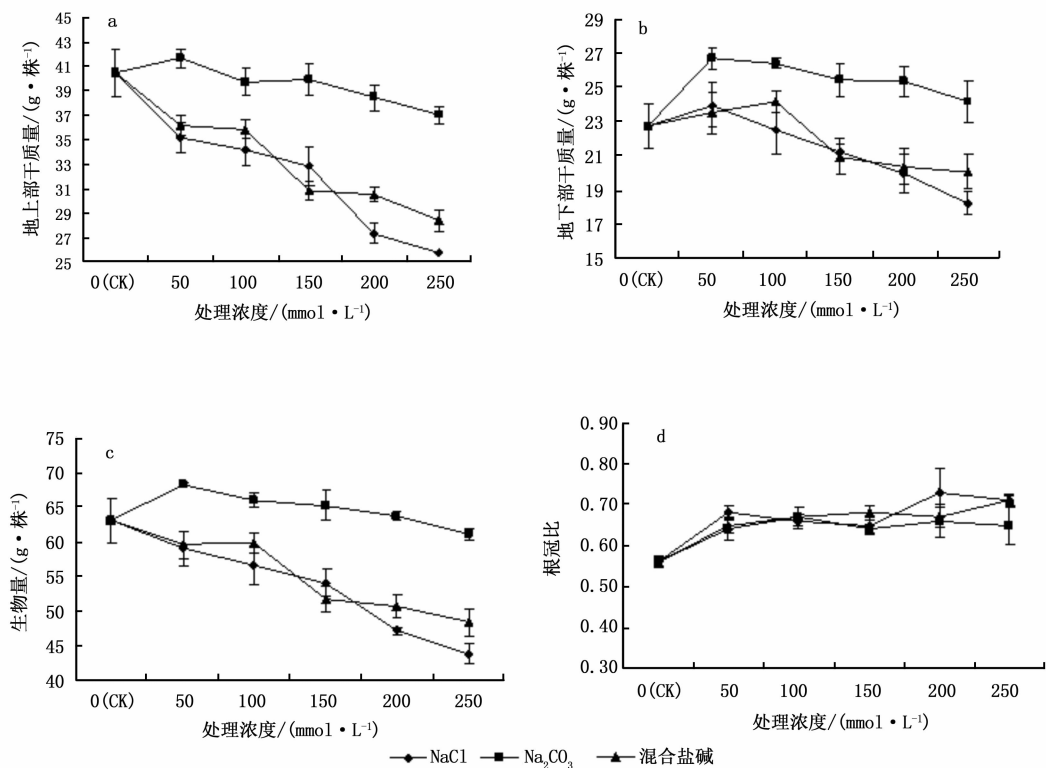 a
地上部干质量/(g·株⁻¹)
45
43
41
39
37
35
33
31
29
27
25
0(CK) 50 100 150 200 250
处理浓度/(mmol·L⁻¹)
b
地下部干质量/(g·株⁻¹)
29
27
25
23
21
19
17
15
0(CK) 50 100 150 200 250
处理浓度/(mmol·L⁻¹)
c
生物量/(g·株⁻¹)
75
70
65
60
55
50
45
40
0(CK) 50 100 150 200 250
处理浓度/(mmol·L⁻¹)
d
根冠比
0.90
0.80
0.70
0.60
0.50
0.40
0.30
0(CK) 50 100 150 200 250
处理浓度/(mmol·L⁻¹)
NaCl Na₂CO₃ 混合盐碱